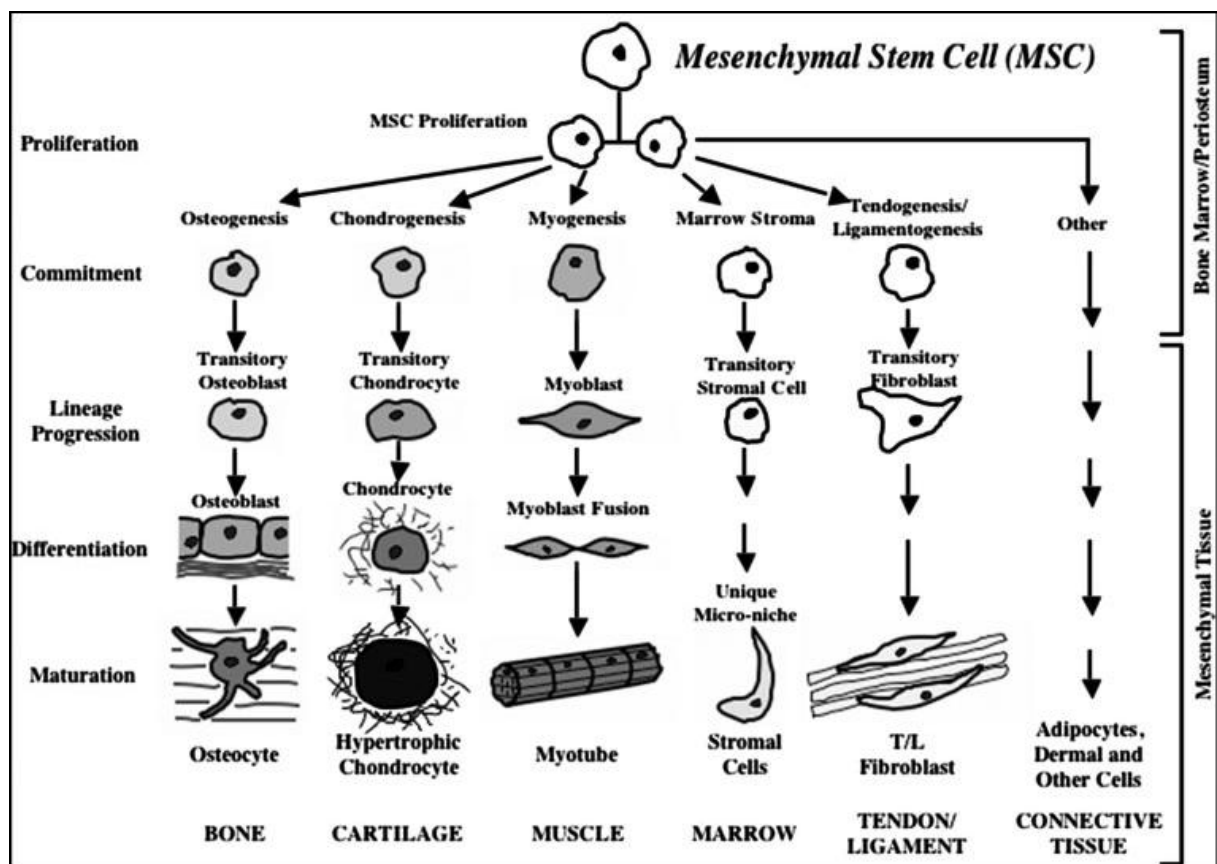 Mesenchymal Stem Cell (MSC)
MSC Proliferation
Proliferation
Osteogenesis
Chondrogenesis
Myogenesis
Marrow Stroma
Tendogenesis/
Ligamentogenesis
Other
Commitment
Transitory
Osteoblast
Transitory
Chondrocyte
Myoblast
Transitory
Stromal Cell
Transitory
Fibroblast
Lineage
Progression
Osteoblast
Chondrocyte
Myoblast Fusion
Differentiation
Unique
Micro-niche
Maturation
Osteocyte
Hypertrophic
Chondrocyte
Myotube
Stromal
Cells
T/L
Fibroblast
Adipocytes,
Dermal and
Other Cells
BONE
CARTILAGE
MUSCLE
MARROW
TENDON/
LIGAMENT
CONNECTIVE
TISSUE
Bone Marrow/Periosteum
Mesenchymal Tissue